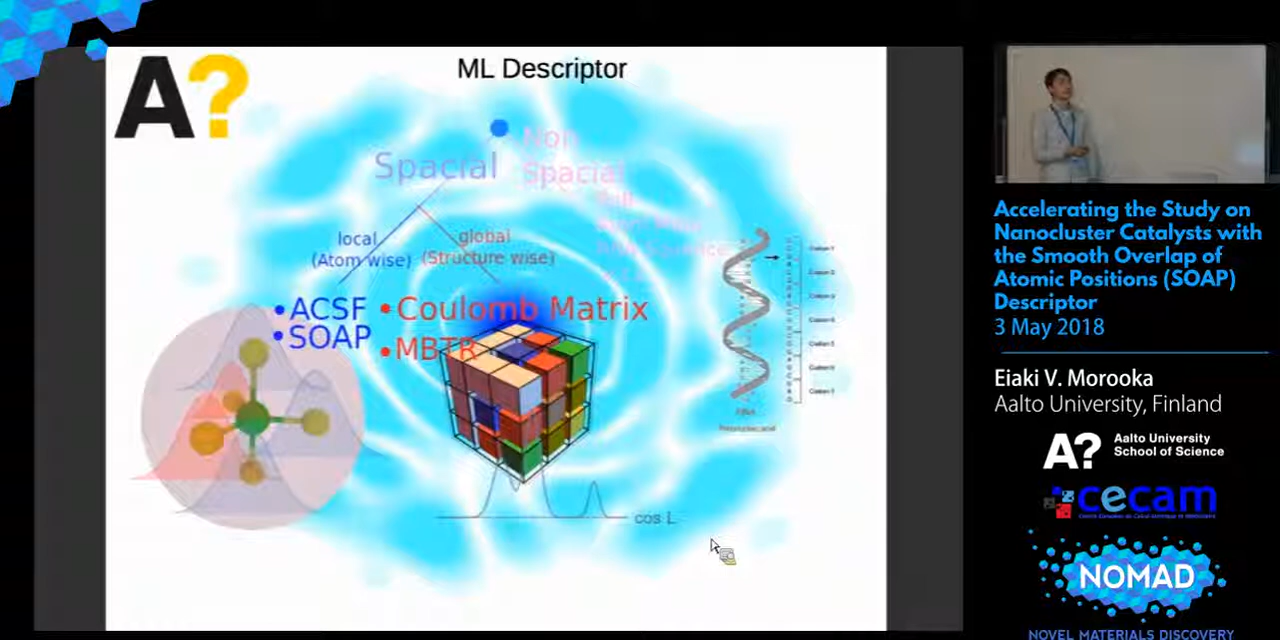 A?
ML Descriptor
Spacial
Non
Spacial
local
(Atom wise)
global
(Structure wise)
•ACSF
•SOAP
•Coulomb Matrix
•MBTR
cos L
Accelerating the Study on
Nanocluster Catalysts with
the Smooth Overlap of
Atomic Positions (SOAP)
Descriptor
3 May 2018
Eiaki V. Morooka
Aalto University, Finland
A?
Aalto University
School of Science
cecam
NOMAD
NOVEL MATERIALS DISCOVERY